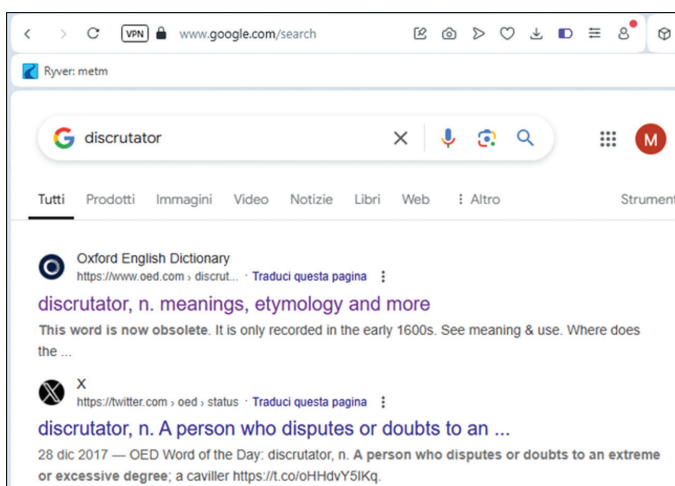 VPN www.google.com/search
Ryver: metm
discrutator
M
Tutti Prodotti Immagini Video Notizie Libri Web Altro Strument
Oxford English Dictionary
https://www.oed.com › discrut... · Traduci questa pagina
discrutator, n. meanings, etymology and more
This word is now obsolete. It is only recorded in the early 1600s. See meaning & use. Where does
the ...
X
https://twitter.com › oed › status · Traduci questa pagina
discrutator, n. A person who disputes or doubts to an ...
28 dic 2017 — OED Word of the Day: discrutator, n. A person who disputes or doubts to an extreme
or excessive degree; a caviller https://t.co/oHHdvY5IKq.